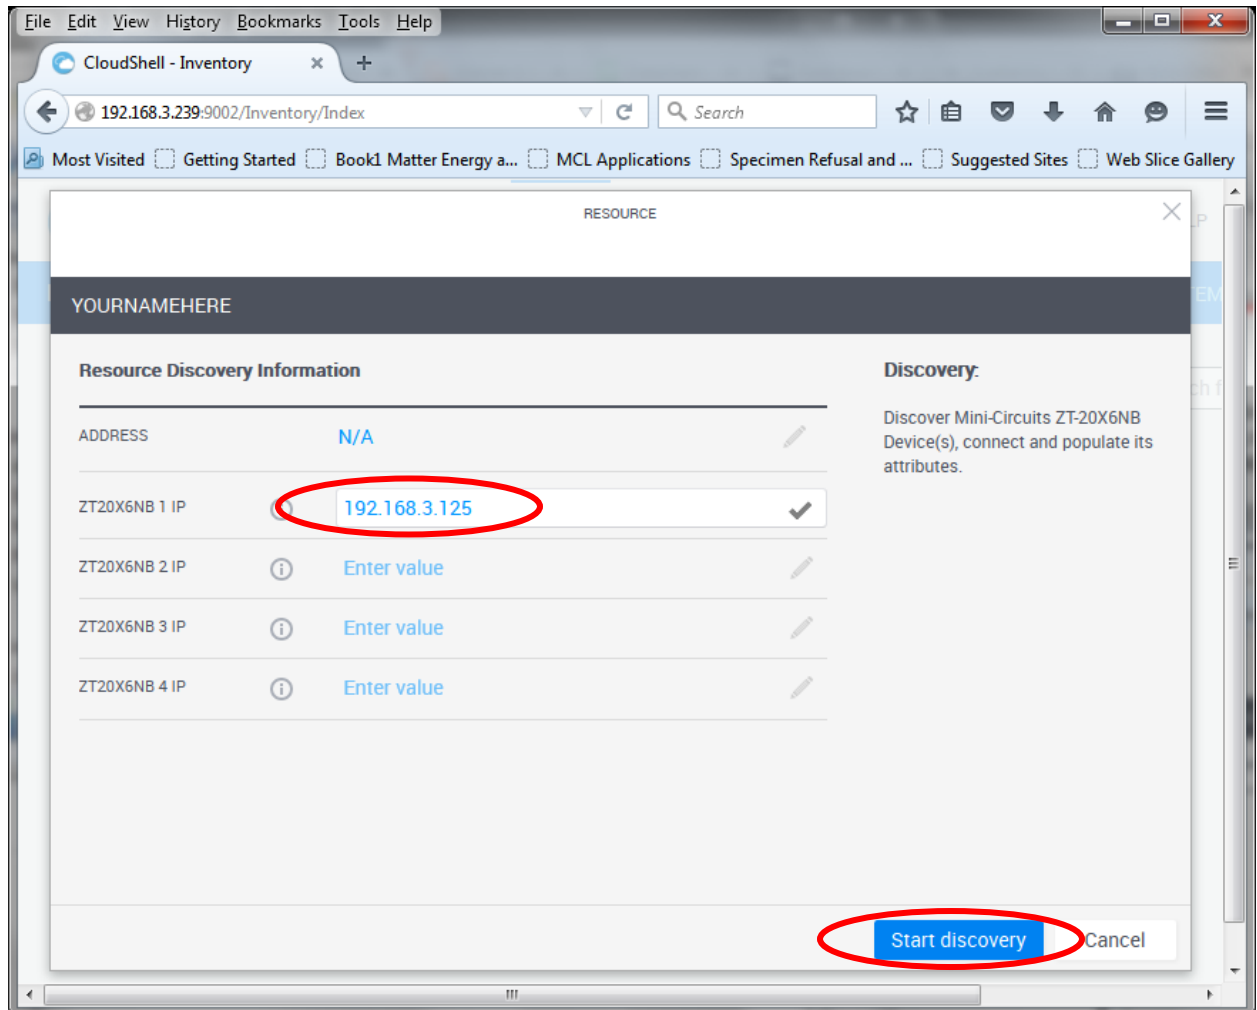 File Edit View History Bookmarks Tools Help
CloudShell - Inventory
192.168.3.239:9002/Inventory/Index
Search
Most Visited Getting Started Book1 Matter Energy a... MCL Applications Specimen Refusal and ... Suggested Sites Web Slice Gallery
RESOURCE
LP
YOURNAMEHERE
TEM
Resource Discovery Information
ADDRESS N/A
ZT20X6NB 1 IP 192.168.3.125
ZT20X6NB 2 IP Enter value
ZT20X6NB 3 IP Enter value
ZT20X6NB 4 IP Enter value
Discovery:
ch f
Discover Mini-Circuits ZT-20X6NB
Device(s), connect and populate its
attributes.
Start discovery Cancel